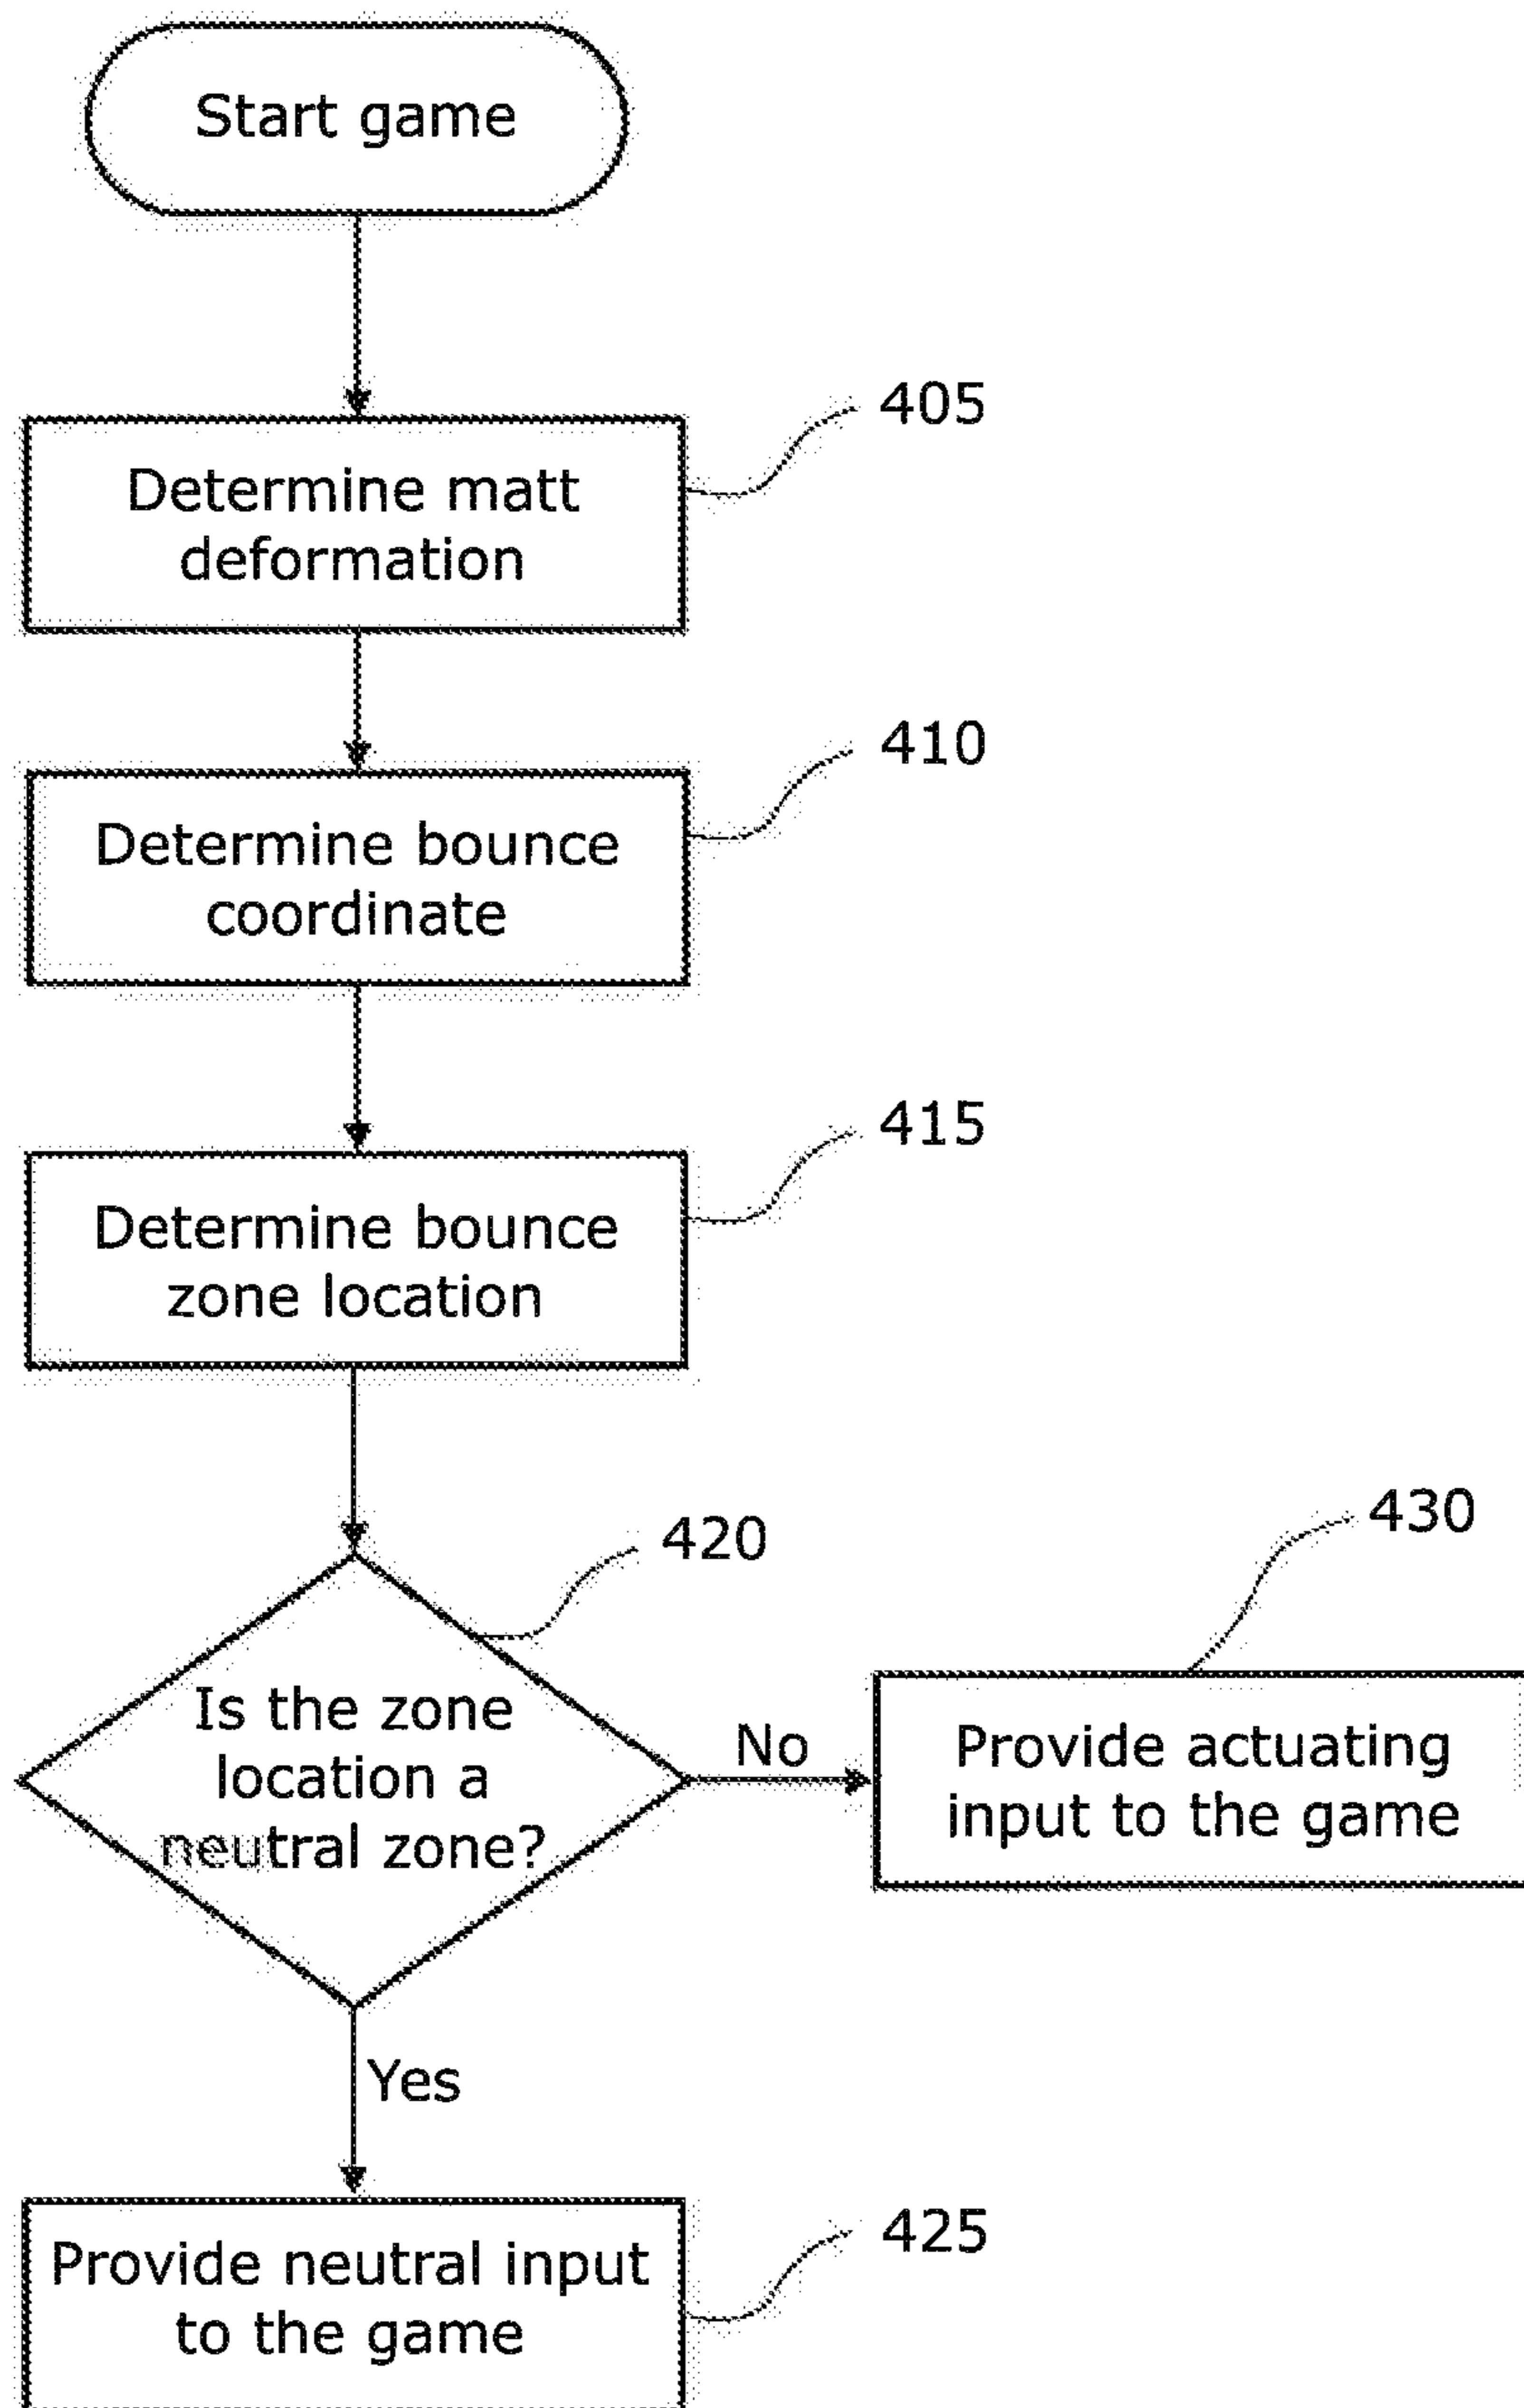 Start game
405
Determine matt
deformation
410
Determine bounce
coordinate
415
Determine bounce
zone location
420
430
Is the zone
location a
neutral zone?
No
Provide actuating
input to the game
Yes
425
Provide neutral input
to the game